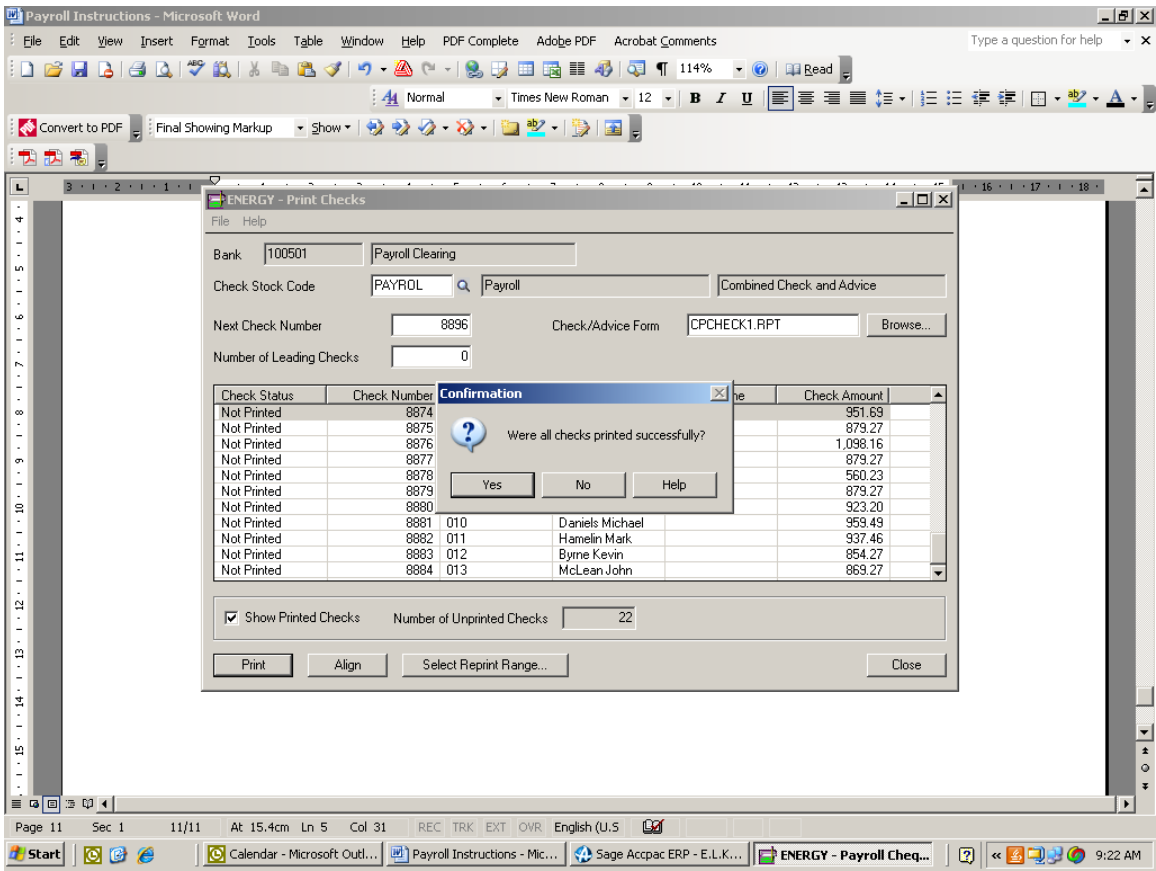 Payroll Instructions - Microsoft Word
File Edit View Insert Format Tools Table Window Help PDF Complete Adobe PDF Acrobat Comments Type a question for help
114% Read
Normal Times New Roman 12 B I U
Convert to PDF Final Showing Markup Show
ENERGY - Print Checks
File Help
Bank 100501 Payroll Clearing
Check Stock Code PAYROL Payroll Combined Check and Advice
Next Check Number 8896 Check/Advice Form CPCHECK1.RPT Browse...
Number of Leading Checks 0
Check Status Check Number Check Amount
Not Printed 8874 951.69
Not Printed 8875 879.27
Not Printed 8876 1,098.16
Not Printed 8877 879.27
Not Printed 8878 560.23
Not Printed 8879 879.27
Not Printed 8880 923.20
Not Printed 8881 010 Daniels Michael 959.49
Not Printed 8882 011 Hamelin Mark 937.46
Not Printed 8883 012 Byrne Kevin 854.27
Not Printed 8884 013 McLean John 869.27
Confirmation
Were all checks printed successfully?
Yes No Help
Show Printed Checks Number of Unprinted Checks 22
Print Align Select Reprint Range... Close
Page 11 Sec 1 11/11 At 15.4cm Ln 5 Col 31 REC TRK EXT OVR English (U.S
Start Calendar - Microsoft Outl... Payroll Instructions - Mic... Sage Accpac ERP - E.L.K... ENERGY - Payroll Cheq... 9:22 AM